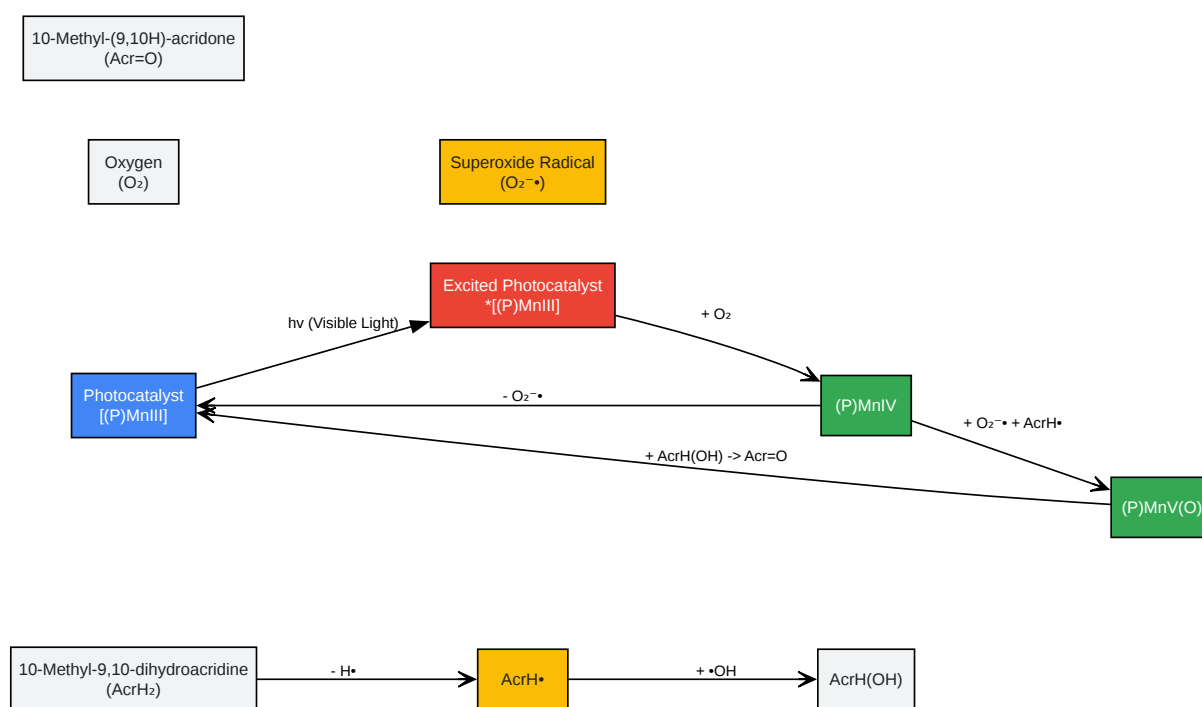 10-Methyl-(9,10H)-acridone
(Acr=O)
Oxygen
(O₂)
Superoxide Radical
(O₂⁻•)
Excited Photocatalyst
*[(P)MnIII]
+ O₂
hν (Visible Light)
Photocatalyst
[(P)MnIII]
- O₂⁻•
(P)MnIV
+ O₂⁻• + AcrH•
+ AcrH(OH) -> Acr=O
(P)MnV(O)
10-Methyl-9,10-dihydroacridine
(AcrH₂)
- H•
AcrH•
+ •OH
AcrH(OH)